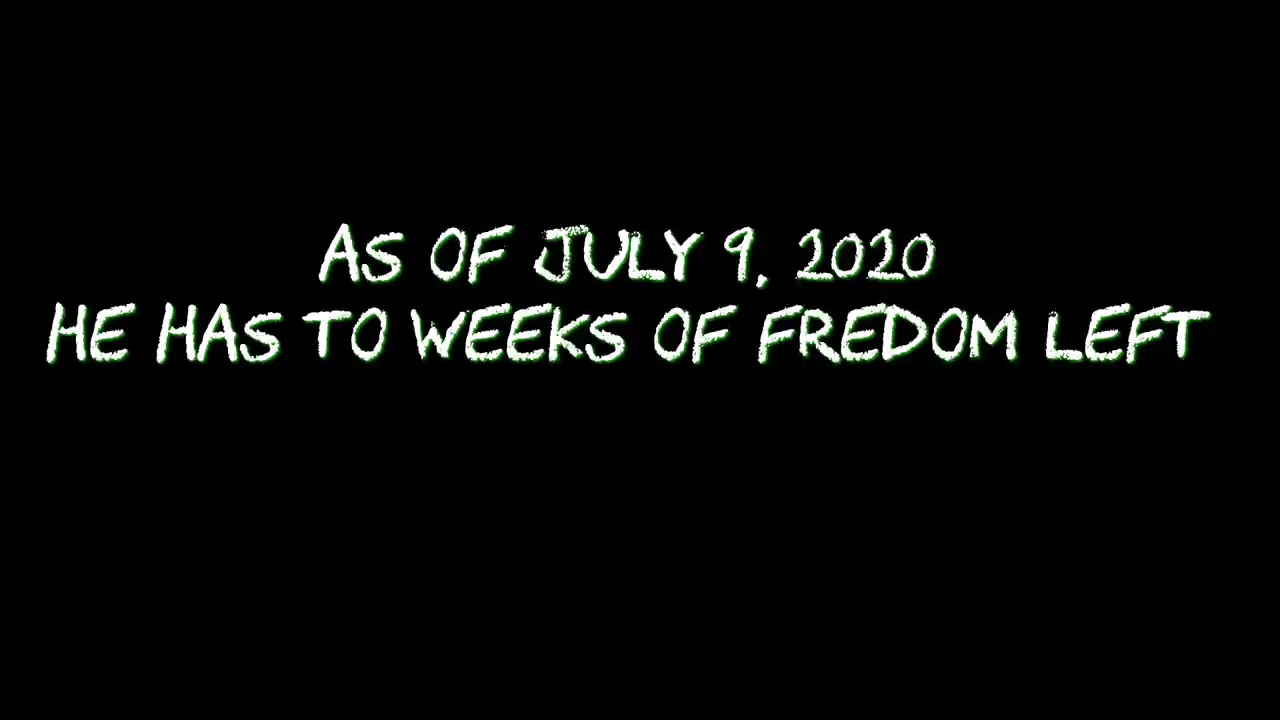 AS OF JULY 9, 2020
HE HAS TO WEEKS OF FREDOM LEFT